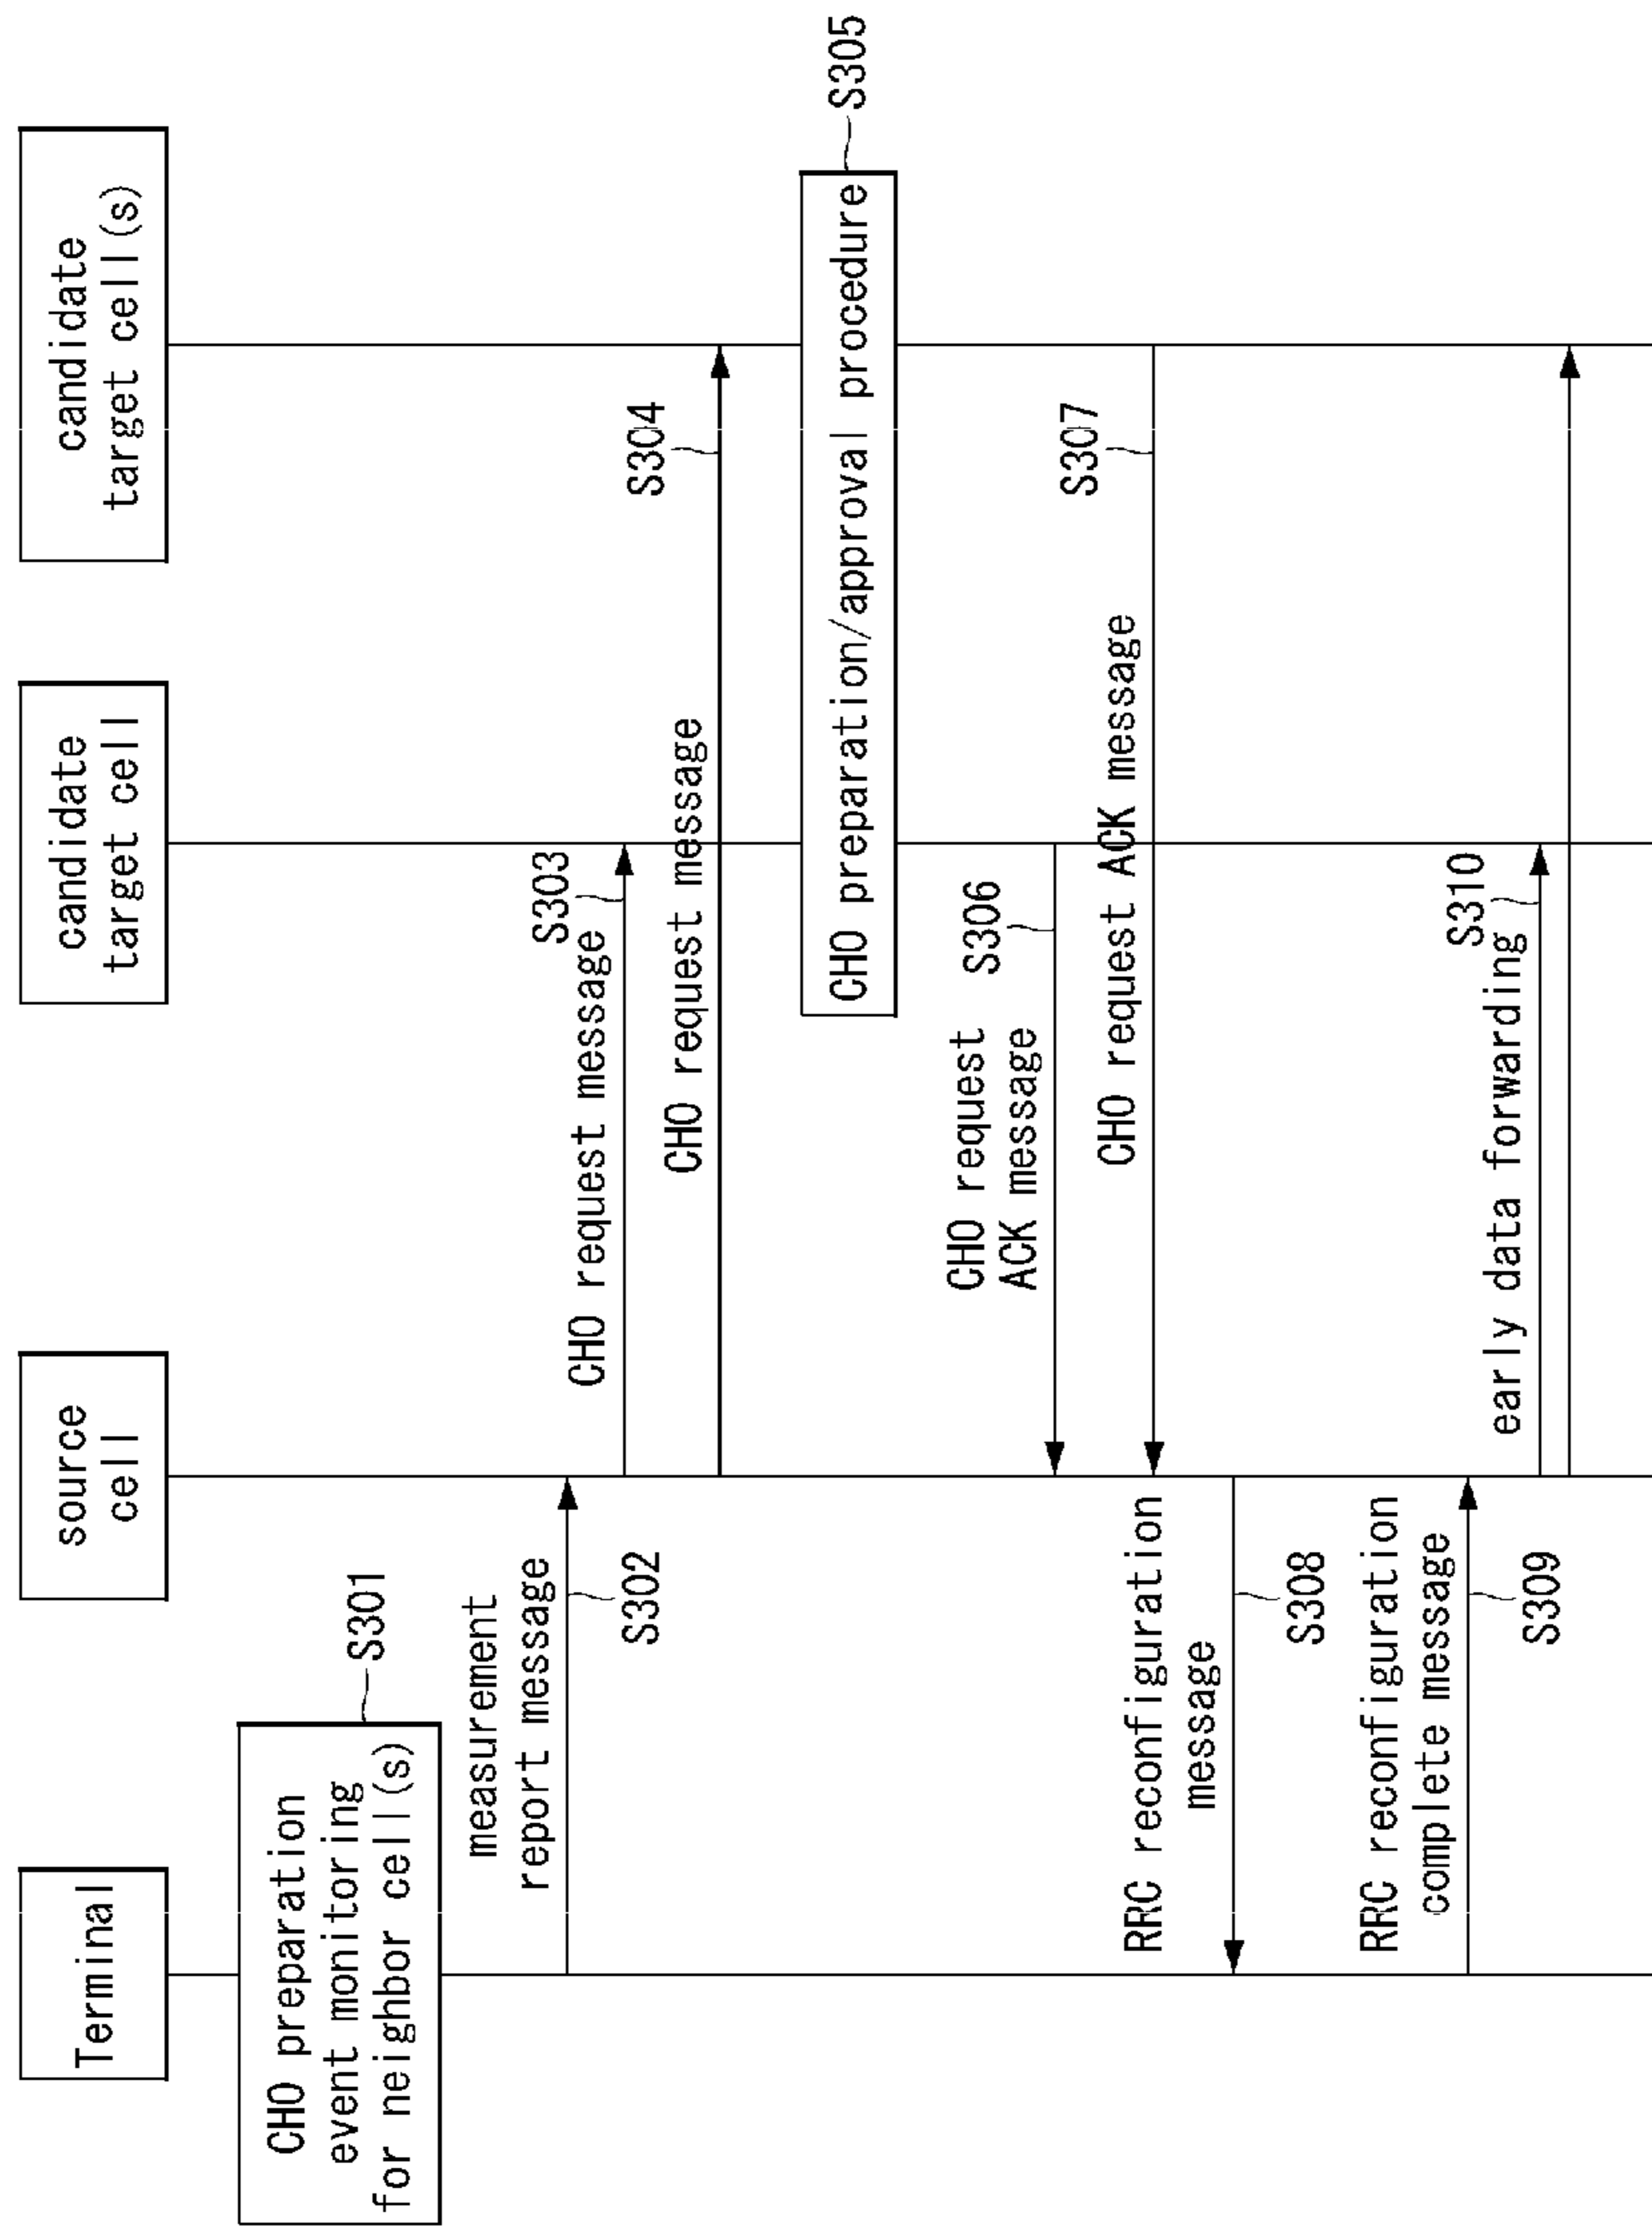 Terminal
source
cell
candidate
target cell
candidate
target cell(s)
CHO preparation
event monitoring
for neighbor cell(s)
S301
measurement
report message
S302
CHO request message
S303
CHO request message
S304
CHO preparation/approval procedure
S305
CHO request
ACK message
S306
CHO request ACK message
S307
RRC reconfiguration
message
S308
RRC reconfiguration
complete message
S309
early data forwarding
S310